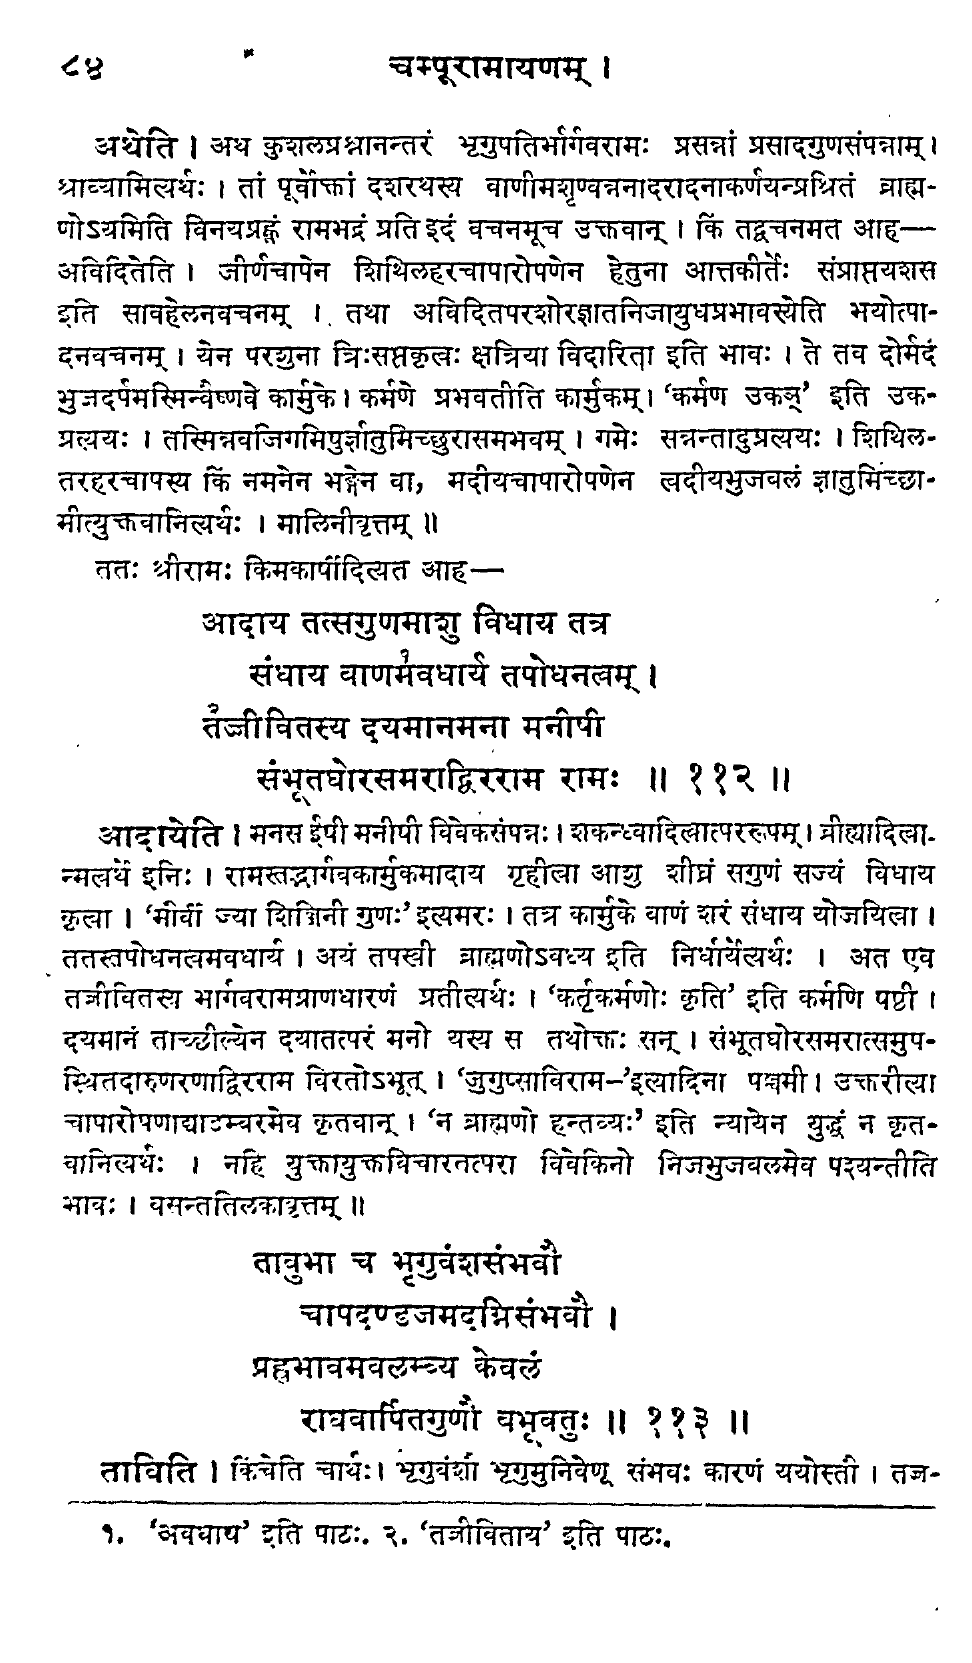 ८४ चम्पूरामायणम् ।
अथेति । अथ कुशलप्रश्नानन्तरं भृगुपतिर्भार्गवरामः प्रसन्नां प्रसादगुणसंपन्नाम् ।
श्राव्यामित्यर्थः । तां पूर्वोक्तां दशरथस्य वाणीमशृण्वन्ननादरादनाकर्णयन्प्रश्रितं ब्राह्म-
णोऽयमिति विनयप्रह्वं रामभद्रं प्रति इदं वचनमूच उक्तवान् । किं तद्वचनमत आह—
अविदितेति । जीर्णचापेन शिथिलहरचापारोपणेन हेतुना आत्तकीर्तेः संप्राप्तयशस
इति सावहेलनवचनम् । तथा अविदितपरशोरज्ञातनिजायुधप्रभावस्येति भयोत्पा-
दनवचनम् । येन परशुना त्रिःसप्तकृत्वः क्षत्रिया विदारिता इति भावः । ते तव दोर्मदं
भुजदर्पमस्मिन्वैष्णवे कार्मुके । कर्मणे प्रभवतीति कार्मुकम् । ‘कर्मण उकञ्’ इति उक-
प्रत्ययः । तस्मिन्नवजिगमिषुर्ज्ञातुमिच्छुरासमभवम् । गमेः सन्नन्तादुप्रत्ययः । शिथिल-
तरहरचापस्य किं नमनेन भङ्गेन वा, मदीयचापारोपणेन त्वदीयभुजबलं ज्ञातुमिच्छा-
मीत्युक्तवानित्यर्थः । मालिनीवृत्तम् ॥
ततः श्रीरामः किमकार्षीदित्यत आह—
आदाय तत्सगुणमाशु विधाय तत्र
संधाय बाणम१वधार्य तपोधनत्वम् ।
त२ज्जीवितस्य दयमानमना मनीषी
संभूतघोरसमराद्विरराम रामः ॥ ११२ ॥
आदायेति । मनस ईषी मनीषी विवेकसंपन्नः । शकन्ध्वादित्वात्पररूपम् । व्रीह्यादित्वा-
न्मत्वर्थे इनिः । रामस्तद्भार्गवकार्मुकमादाय गृहीत्वा आशु शीघ्रं सगुणं सज्यं विधाय
कृत्वा । ‘मौर्वी ज्या शिञ्जिनी गुणः’ इत्यमरः । तत्र कार्मुके बाणं शरं संधाय योजयित्वा ।
ततस्तपोधनत्वमवधार्य । अयं तपस्वी ब्राह्मणोऽवध्य इति निर्धार्येत्यर्थः । अत एव
तज्जीवितस्य भार्गवरामप्राणधारणं प्रतीत्यर्थः । ‘कर्तृकर्मणोः कृति’ इति कर्मणि षष्ठी ।
दयमानं ताच्छील्येन दयातत्परं मनो यस्य स तथोक्तः सन् । संभूतघोरसमरात्समुप-
स्थितदारुणरणाद्विरराम विरतोऽभूत् । ‘जुगुप्साविराम–’इत्यादिना पञ्चमी । उक्तरीत्या
चापारोपणाद्याडम्बरमेव कृतवान् । ‘न ब्राह्मणो हन्तव्यः’ इति न्यायेन युद्धं न कृत-
वानित्यर्थः । नहि युक्तायुक्तविचारतत्परा विवेकिनो निजभुजबलमेव पश्यन्तीति
भावः । वसन्ततिलकावृत्तम् ॥
तावुभौ च भृगुवंशसंभवौ
चापदण्डजमदग्निसंभवौ ।
प्रह्वभावमवलम्ब्य केवलं
राघवार्पितगुणौ बभूवतुः ॥ ११३ ॥
ताविति । किंचेति चार्थः । भृगुवंशौ भृगुमुनिवेणू संभवः कारणं ययोस्तौ । तज-
१. ‘अवधाय’ इति पाठः. २. ‘तज्जीविताय’ इति पाठः.